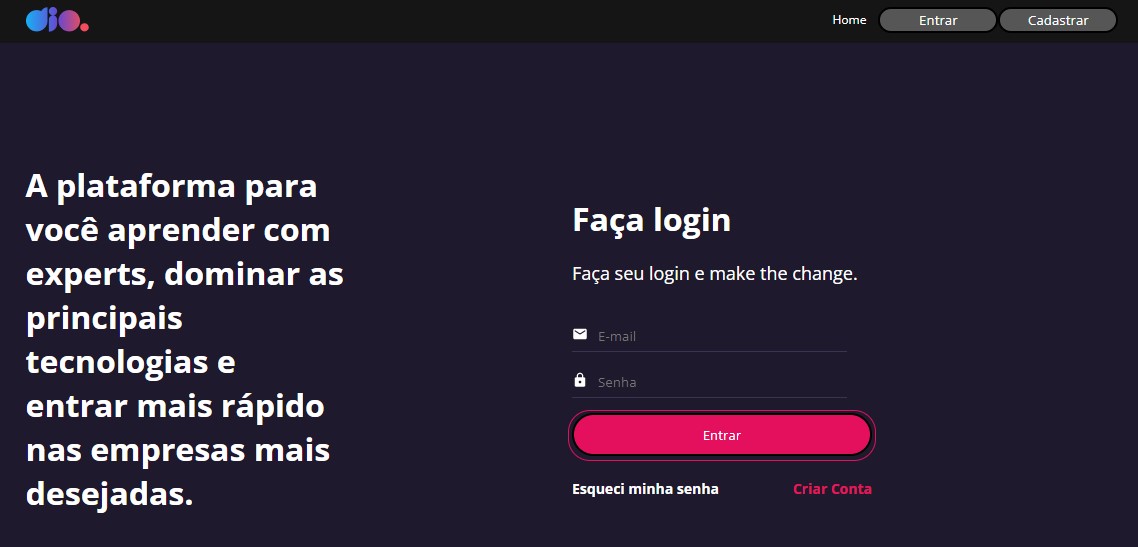 dio.
Home
Entrar
Cadastrar
A plataforma para
você aprender com
experts, dominar as
principais
tecnologias e
entrar mais rápido
nas empresas mais
desejadas.
Faça login
Faça seu login e make the change.
E-mail
Senha
Entrar
Esqueci minha senha
Criar Conta